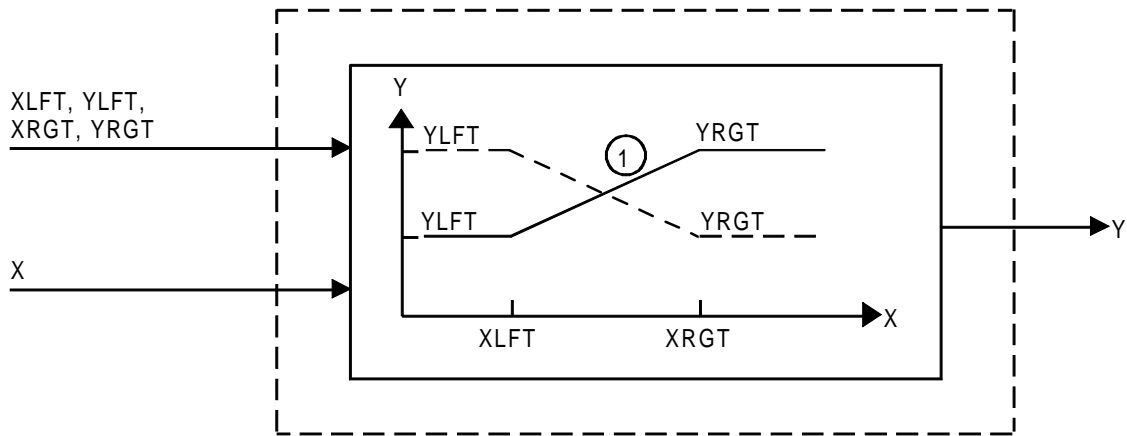 XLFT, YLFT,
XRGT, YRGT
X
Y
YLFT
1
YRGT
YLFT
YRGT
X
XLFT
XRGT
Y